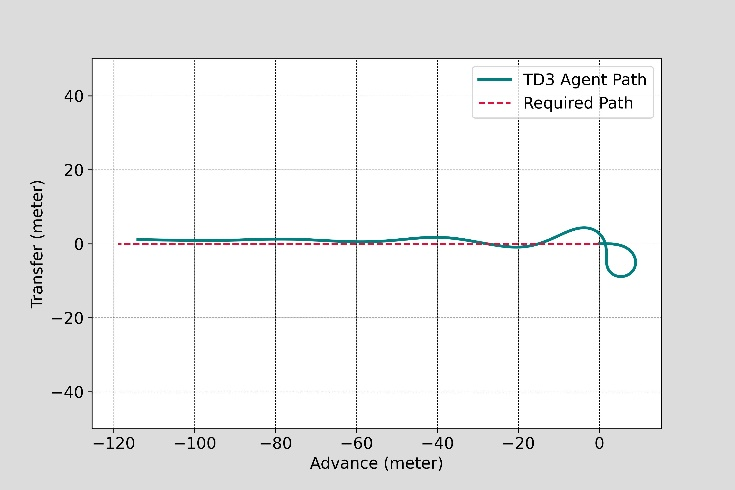 TD3 Agent Path
Required Path
40
20
0
−20
−40
Transfer (meter)
−120 −100 −80 −60 −40 −20 0
Advance (meter)